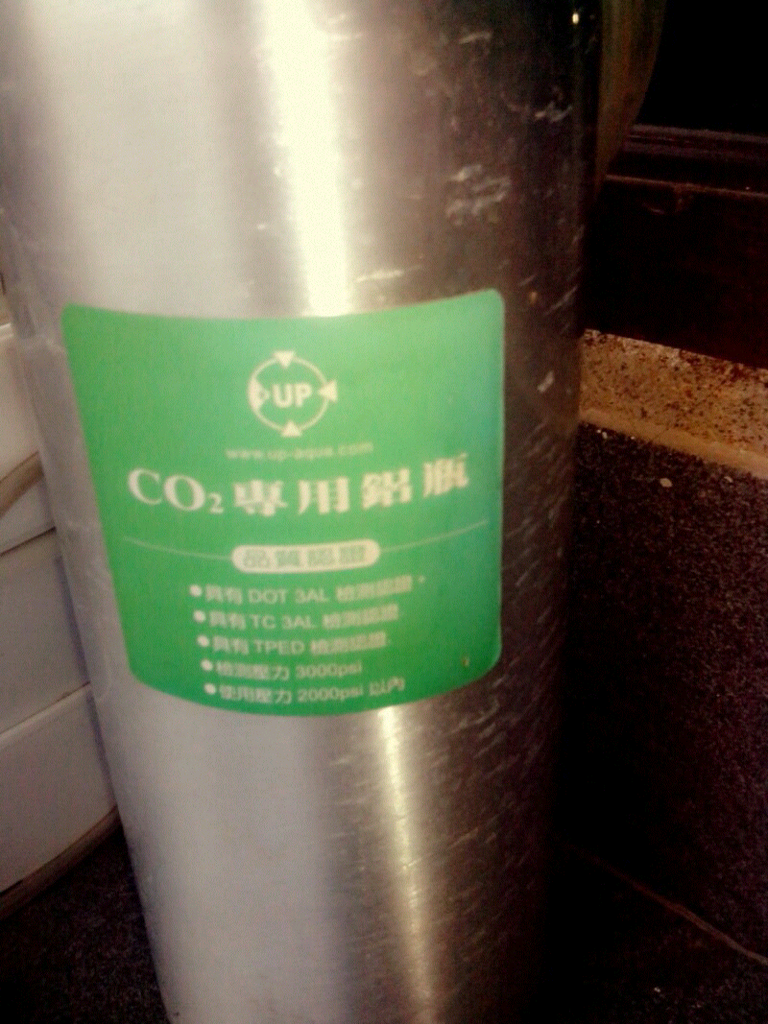 UP
www.up-aqua.com
CO₂專用鋁瓶
品質認證
●具有 DOT 3AL 檢測認證。
●具有 TC 3AL 檢測認證
●具有 TPED 檢測認證
●檢測壓力 3000psi
●使用壓力 2000psi 以內